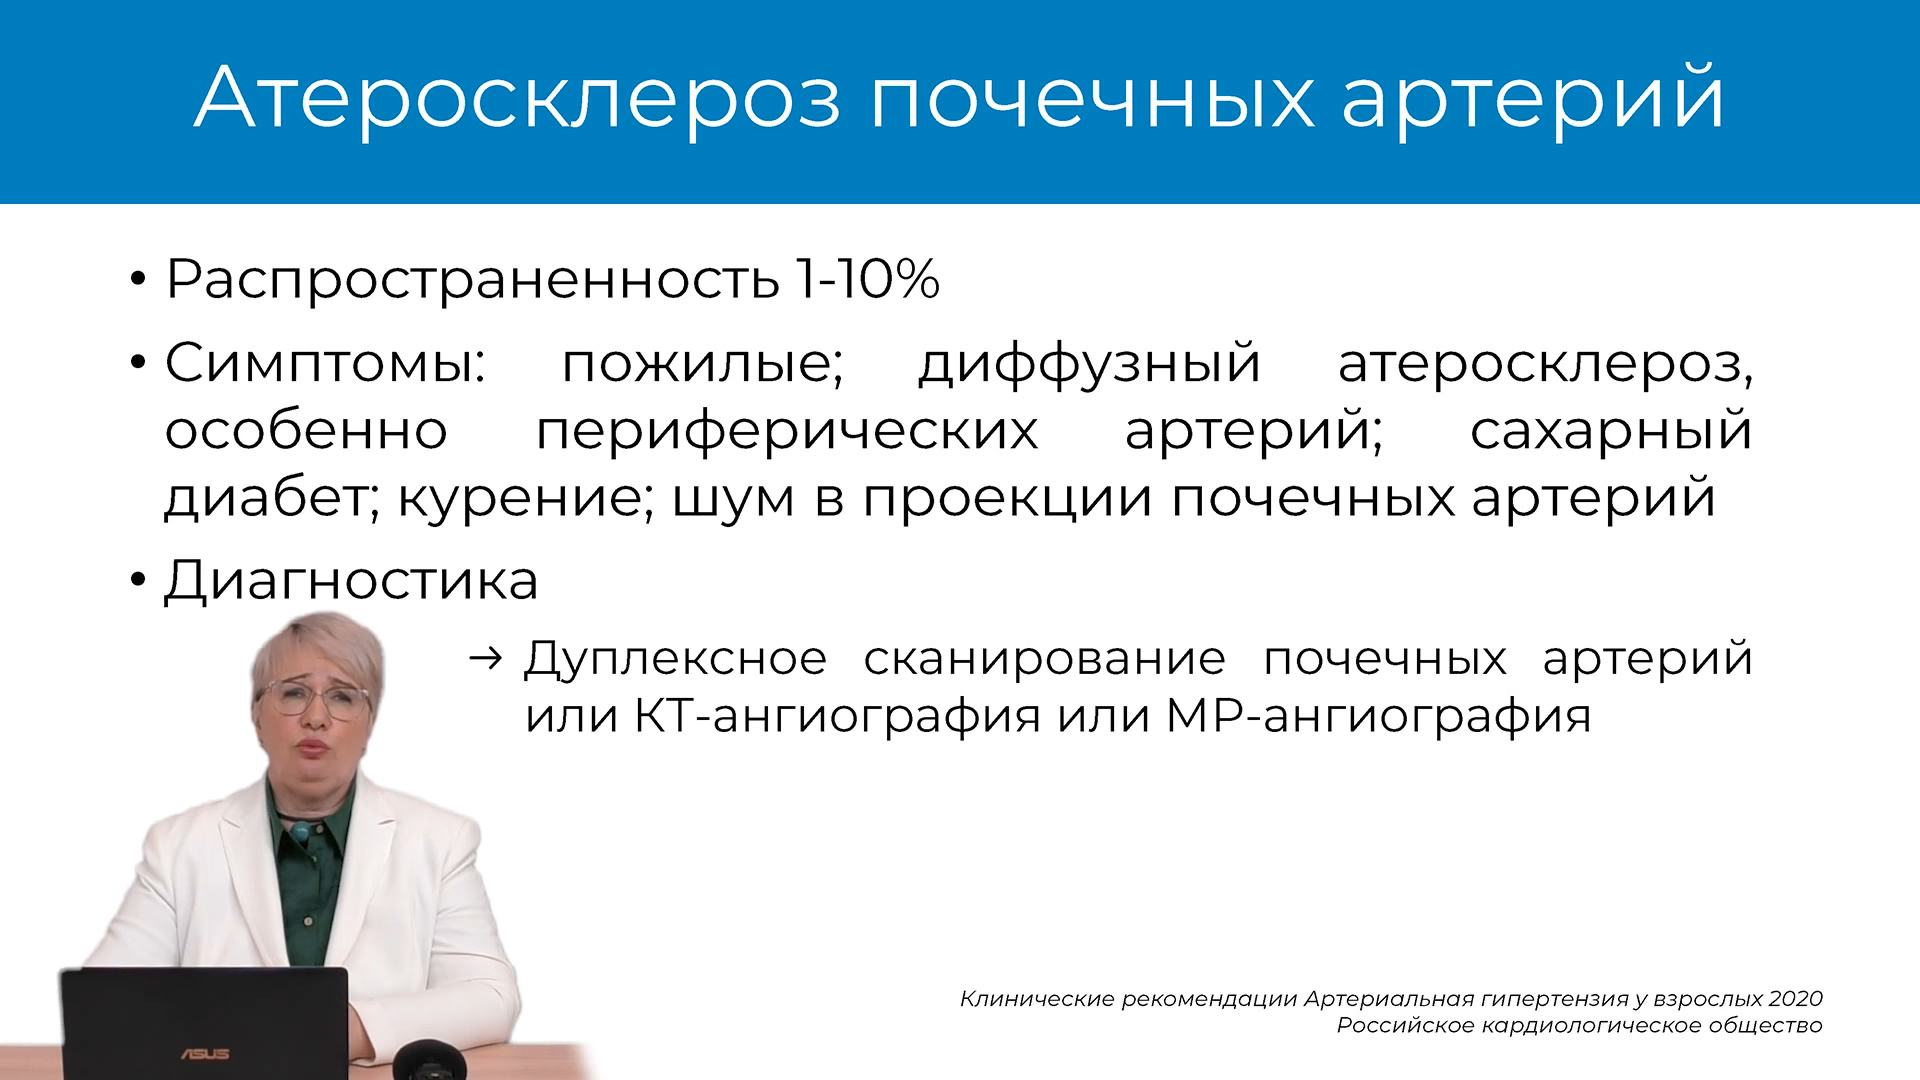 Атеросклероз почечных артерий
• Распространенность 1-10%
• Симптомы: пожилые; диффузный атеросклероз,
особенно периферических артерий; сахарный
диабет; курение; шум в проекции почечных артерий
• Диагностика
→ Дуплексное сканирование почечных артерий
или КТ-ангиография или МР-ангиография
Клинические рекомендации Артериальная гипертензия у взрослых 2020
Российское кардиологическое общество
ASUS